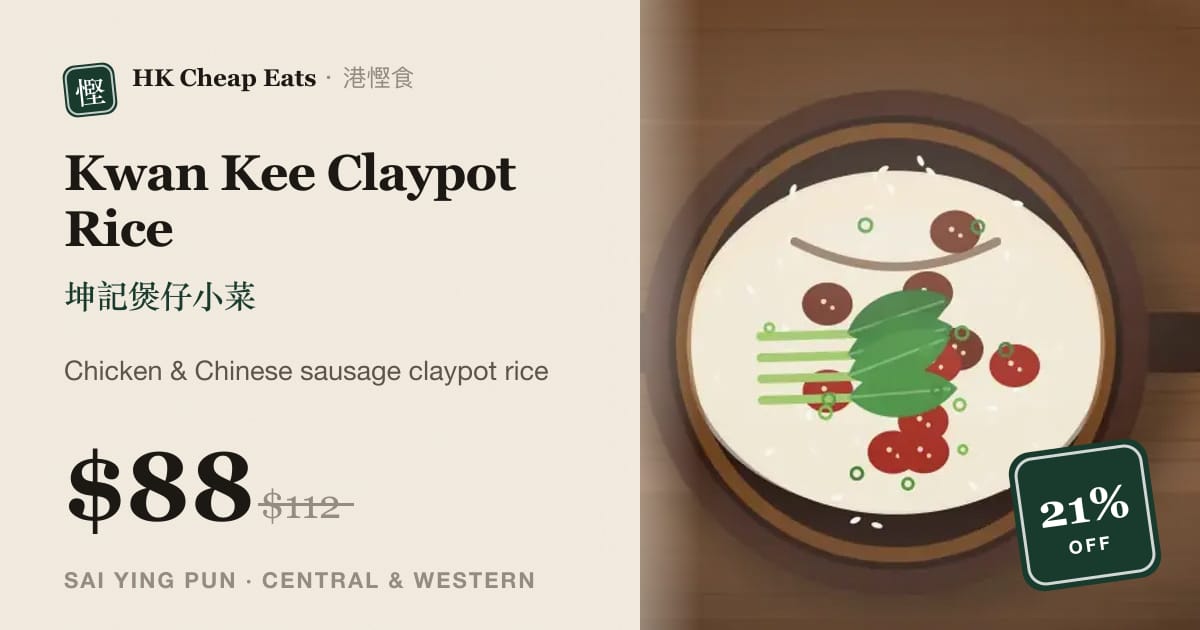 慳
HK Cheap Eats · 港慳食
Kwan Kee Claypot
Rice
坤記煲仔小菜
Chicken & Chinese sausage claypot rice
$88 $112
SAI YING PUN · CENTRAL & WESTERN
21%
OFF